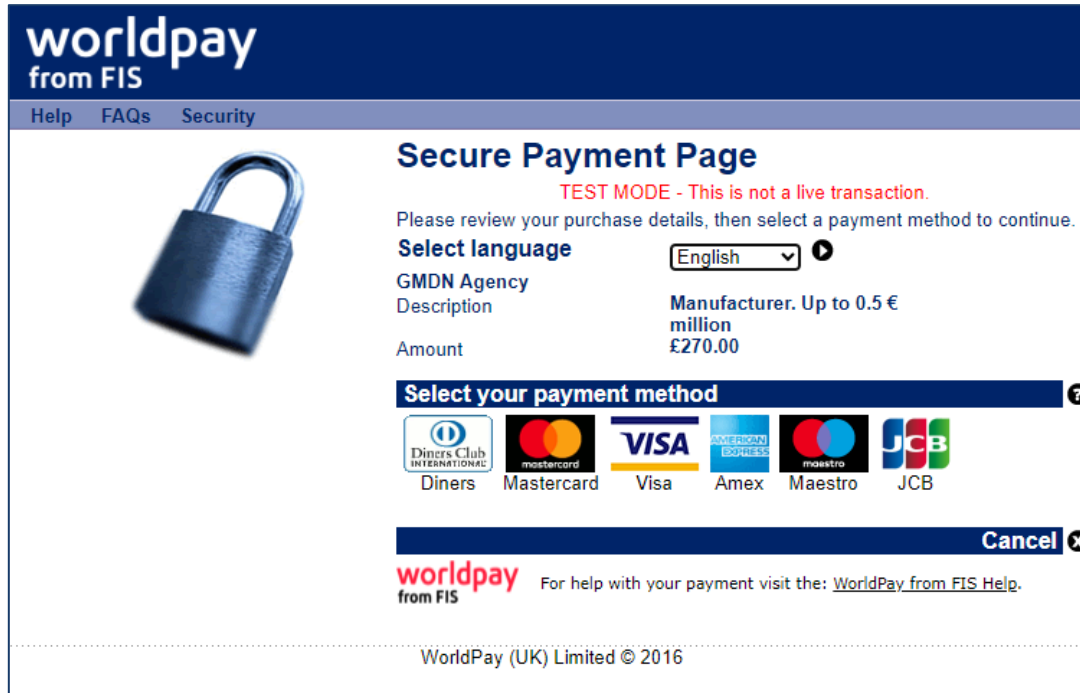 worldpay
from FIS
Help FAQs Security
Secure Payment Page
TEST MODE - This is not a live transaction.
Please review your purchase details, then select a payment method to continue.
Select language English
GMDN Agency
Description Manufacturer. Up to 0.5 €
million
Amount £270.00
Select your payment method ?
Diners Club
INTERNATIONAL
mastercard
VISA
AMERICAN
EXPRESS
maestro
JCB
Diners Mastercard Visa Amex Maestro JCB
Cancel
worldpay
from FIS
For help with your payment visit the: WorldPay from FIS Help.
WorldPay (UK) Limited © 2016